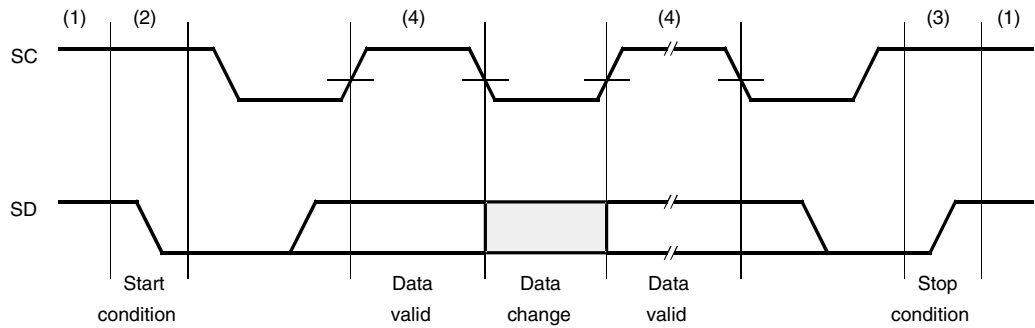 (1) (2) (4) (4) (3) (1)
SC
SD
Start condition
Data valid
Data change
Data valid
Stop condition